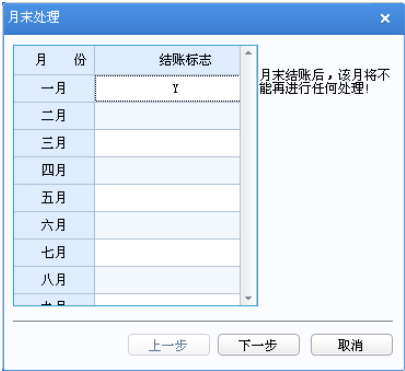 月末处理
月 份 结账标志
一月 Y
二月
三月
四月
五月
六月
七月
八月
月末结账后，该月将不
能再进行任何处理!
上一步 下一步 取消